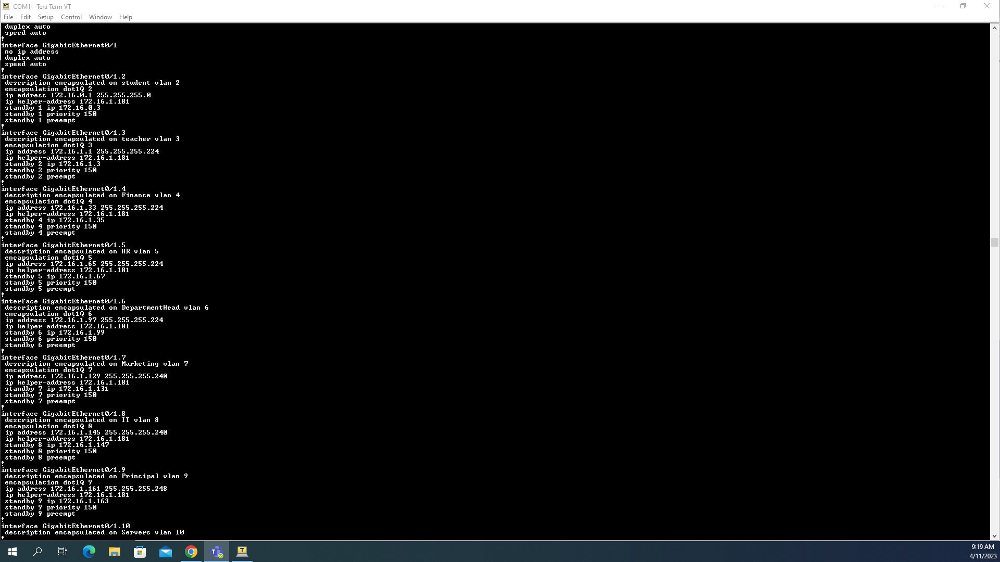 COM1 - Tera Term VT
File Edit Setup Control Window Help
duplex auto
speed auto
!
interface GigabitEthernet0/1
no ip address
duplex auto
speed auto
!
interface GigabitEthernet0/1.2
description encapsulated on student vlan 2
encapsulation dot1Q 2
ip address 172.16.0.1 255.255.255.0
ip helper-address 172.16.1.181
standby 1 ip 172.16.0.3
standby 1 priority 150
standby 1 preempt
!
interface GigabitEthernet0/1.3
description encapsulated on teacher vlan 3
encapsulation dot1Q 3
ip address 172.16.1.1 255.255.255.224
ip helper-address 172.16.1.181
standby 2 ip 172.16.1.3
standby 2 priority 150
standby 2 preempt
!
interface GigabitEthernet0/1.4
description encapsulated on Finance vlan 4
encapsulation dot1Q 4
ip address 172.16.1.33 255.255.255.224
ip helper-address 172.16.1.181
standby 4 ip 172.16.1.35
standby 4 priority 150
standby 4 preempt
!
interface GigabitEthernet0/1.5
description encapsulated on HR vlan 5
encapsulation dot1Q 5
ip address 172.16.1.65 255.255.255.224
ip helper-address 172.16.1.181
standby 5 ip 172.16.1.67
standby 5 priority 150
standby 5 preempt
!
interface GigabitEthernet0/1.6
description encapsulated on DepartmentHead vlan 6
encapsulation dot1Q 6
ip address 172.16.1.97 255.255.255.224
ip helper-address 172.16.1.181
standby 6 ip 172.16.1.99
standby 6 priority 150
standby 6 preempt
!
interface GigabitEthernet0/1.7
description encapsulated on Marketing vlan 7
encapsulation dot1Q 7
ip address 172.16.1.129 255.255.255.240
ip helper-address 172.16.1.181
standby 7 ip 172.16.1.131
standby 7 priority 150
standby 7 preempt
!
interface GigabitEthernet0/1.8
description encapsulated on IT vlan 8
encapsulation dot1Q 8
ip address 172.16.1.145 255.255.255.240
ip helper-address 172.16.1.181
standby 8 ip 172.16.1.147
standby 8 priority 150
standby 8 preempt
!
interface GigabitEthernet0/1.9
description encapsulated on Principal vlan 9
encapsulation dot1Q 9
ip address 172.16.1.161 255.255.255.248
ip helper-address 172.16.1.181
standby 9 ip 172.16.1.163
standby 9 priority 150
standby 9 preempt
!
interface GigabitEthernet0/1.10
description encapsulated on Servers vlan 10
!
9:19 AM
4/11/2023